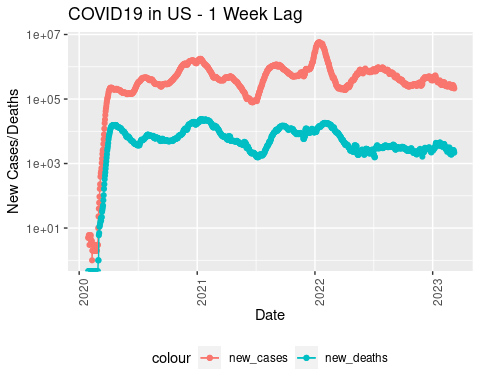 COVID19 in US - 1 Week Lag
New Cases/Deaths
1e+07
1e+05
1e+03
1e+01
2020
2021
2022
2023
Date
colour
new_cases
new_deaths